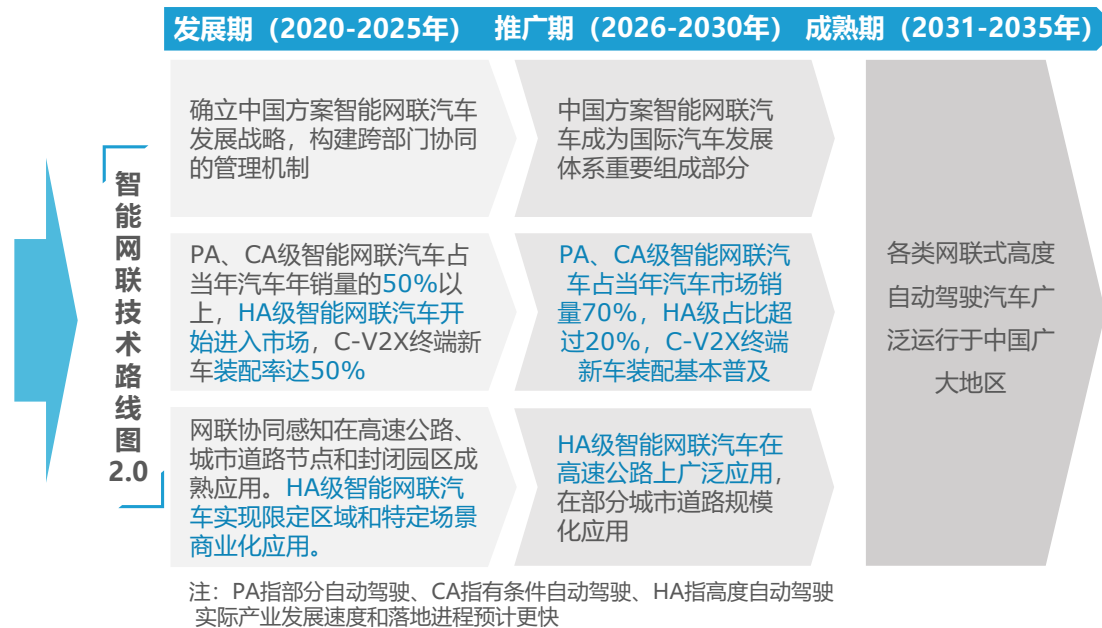 发展期（2020-2025年）
推广期（2026-2030年）
成熟期（2031-2035年）
智
能
网
联
技
术
路
线
图
2.0
确立中国方案智能网联汽车
发展战略，构建跨部门协同
的管理机制
中国方案智能网联汽
车成为国际汽车发展
体系重要组成部分
PA、CA级智能网联汽车占
当年汽车年销量的50%以
上，HA级智能网联汽车开
始进入市场，C-V2X终端新
车装配率达50%
PA、CA级智能网联汽
车占当年汽车市场销
量70%，HA级占比超
过20%，C-V2X终端
新车装配基本普及
网联协同感知在高速公路、
城市道路节点和封闭园区成
熟应用。HA级智能网联汽
车实现限定区域和特定场景
商业化应用。
HA级智能网联汽车在
高速公路上广泛应用，
在部分城市道路规模
化应用
各类网联式高度
自动驾驶汽车广
泛运行于中国广
大地区
注：PA指部分自动驾驶、CA指有条件自动驾驶、HA指高度自动驾驶
实际产业发展速度和落地进程预计更快